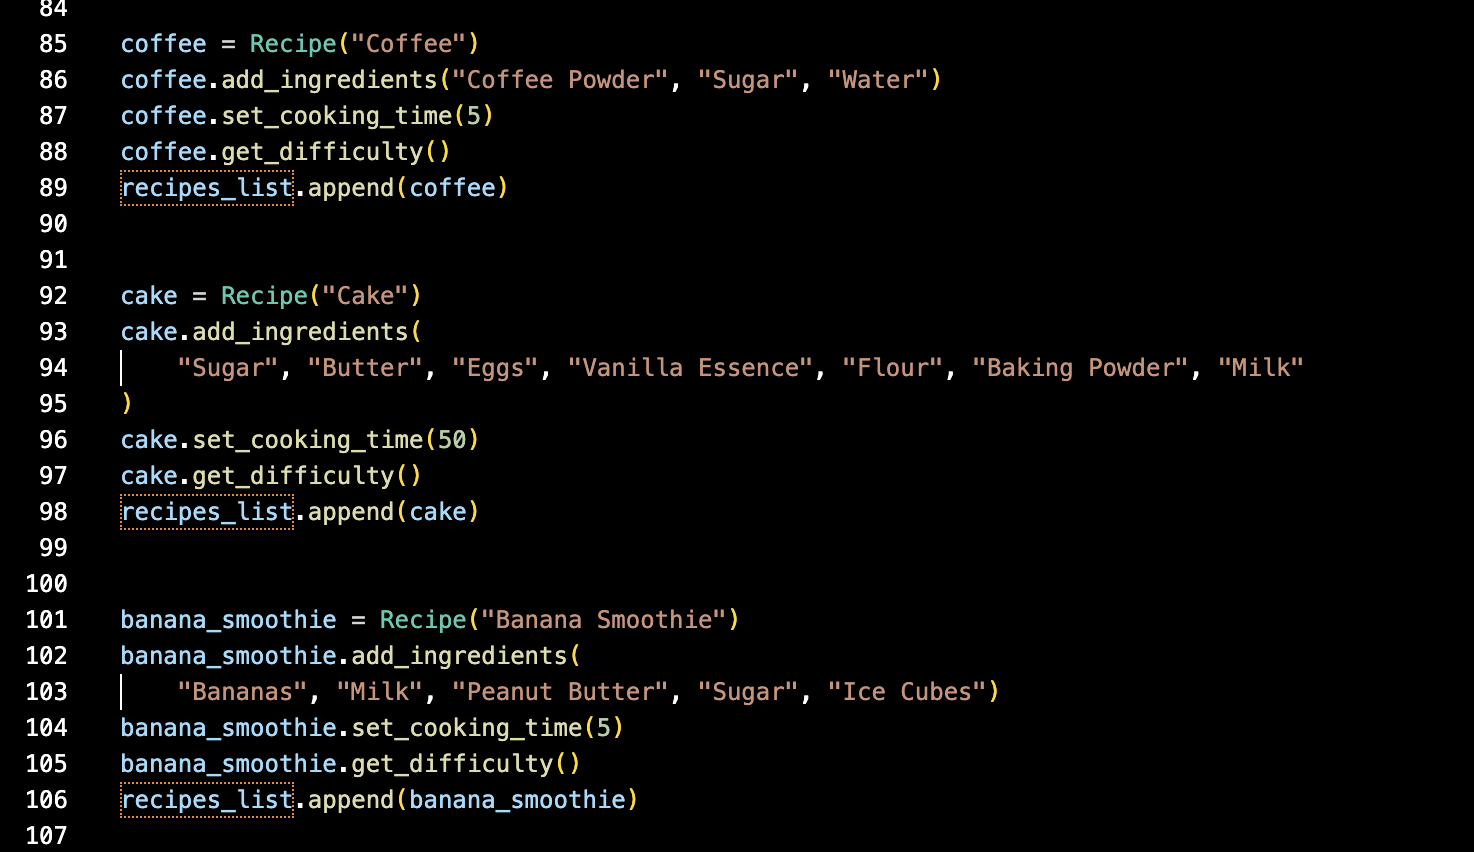 84
85 coffee = Recipe("Coffee")
86 coffee.add_ingredients("Coffee Powder", "Sugar", "Water")
87 coffee.set_cooking_time(5)
88 coffee.get_difficulty()
89 recipes_list.append(coffee)
90
91
92 cake = Recipe("Cake")
93 cake.add_ingredients(
94     "Sugar", "Butter", "Eggs", "Vanilla Essence", "Flour", "Baking Powder", "Milk"
95 )
96 cake.set_cooking_time(50)
97 cake.get_difficulty()
98 recipes_list.append(cake)
99
100
101 banana_smoothie = Recipe("Banana Smoothie")
102 banana_smoothie.add_ingredients(
103     "Bananas", "Milk", "Peanut Butter", "Sugar", "Ice Cubes")
104 banana_smoothie.set_cooking_time(5)
105 banana_smoothie.get_difficulty()
106 recipes_list.append(banana_smoothie)
107